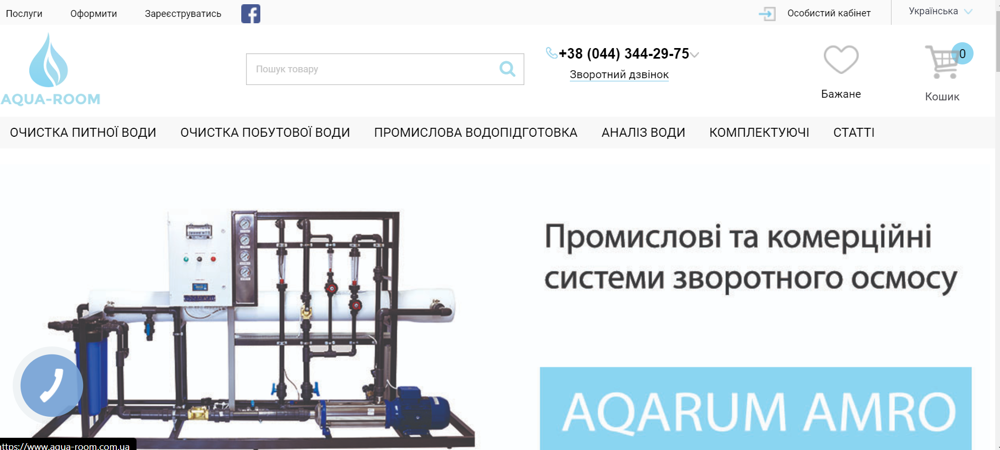 Послуги Оформити Зареєструватись Особистий кабінет Українська
AQUA-ROOM
Пошук товару
+38 (044) 344-29-75
Зворотний дзвінок
Бажане
0
Кошик
ОЧИСТКА ПИТНОЇ ВОДИ ОЧИСТКА ПОБУТОВОЇ ВОДИ ПРОМИСЛОВА ВОДОПІДГОТОВКА АНАЛІЗ ВОДИ КОМПЛЕКТУЮЧІ СТАТТІ
Промислові та комерційні
системи зворотного осмосу
AQARUM AMRO
https://www.aqua-room.com.ua